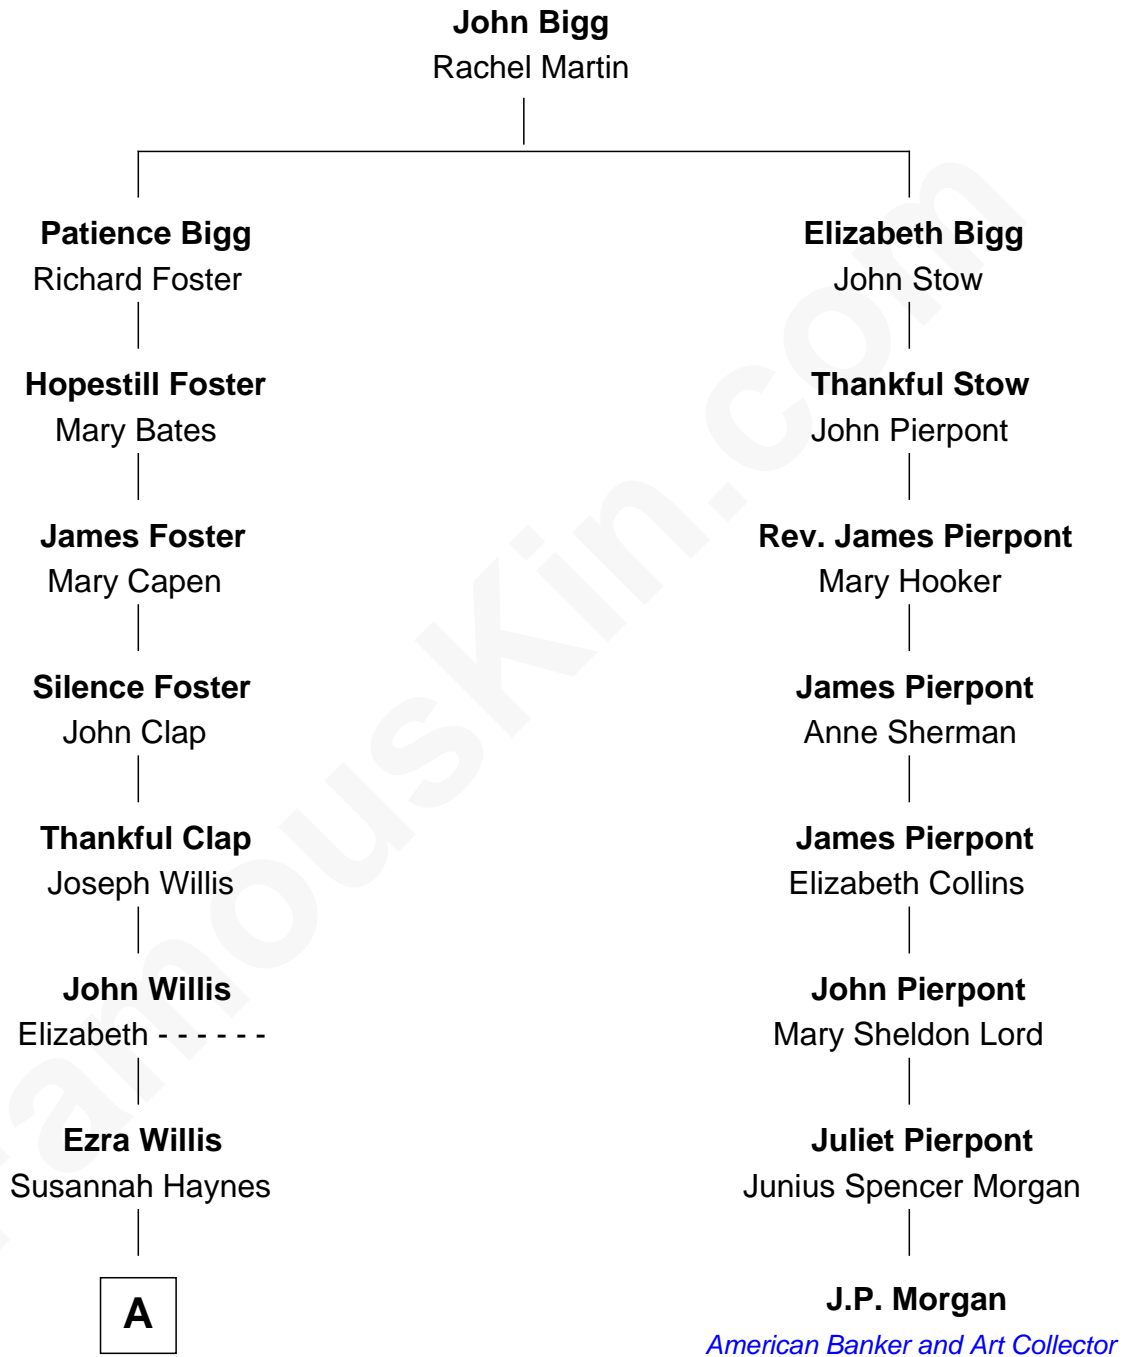 John Bigg
Rachel Martin
Patience Bigg
Richard Foster
Hopestill Foster
Mary Bates
James Foster
Mary Capen
Silence Foster
John Clap
Thankful Clap
Joseph Willis
John Willis
Elizabeth - - - - - -
Ezra Willis
Susannah Haynes
A
Elizabeth Bigg
John Stow
Thankful Stow
John Pierpont
Rev. James Pierpont
Mary Hooker
James Pierpont
Anne Sherman
James Pierpont
Elizabeth Collins
John Pierpont
Mary Sheldon Lord
Juliet Pierpont
Junius Spencer Morgan
J.P. Morgan
American Banker and Art Collector
FamousKin.com